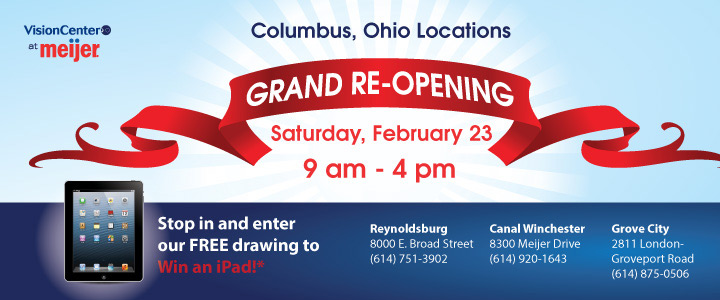 VisionCenter
at meijer
Columbus, Ohio Locations
GRAND RE-OPENING
Saturday, February 23
9 am - 4 pm
Stop in and enter
our FREE drawing to
Win an iPad!*
Reynoldsburg
8000 E. Broad Street
(614) 751-3902
Canal Winchester
8300 Meijer Drive
(614) 920-1643
Grove City
2811 London-
Groveport Road
(614) 875-0506